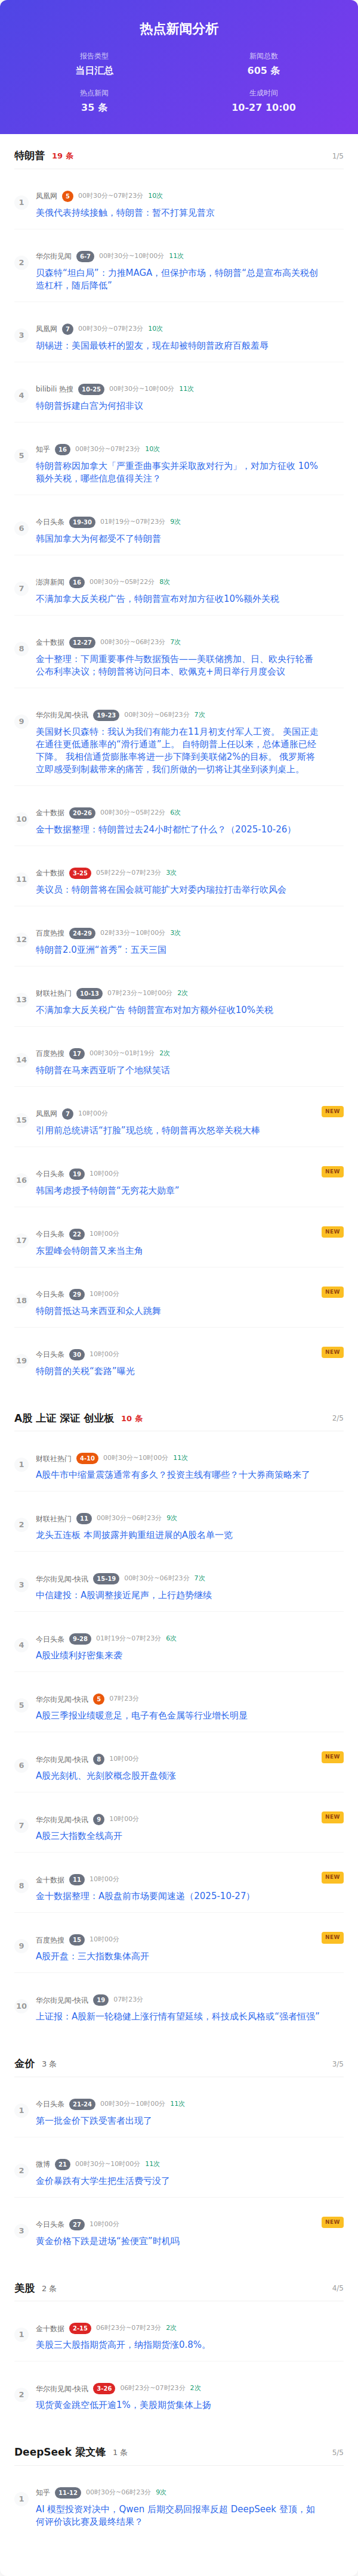 热点新闻分析
报告类型
当日汇总
新闻总数
605 条
热点新闻
35 条
生成时间
10-27 10:00
特朗普 19 条 1/5
1 凤凰网 5 00时30分~07时23分 10次
美俄代表持续接触，特朗普：暂不打算见普京
2 华尔街见闻 6-7 00时30分~10时00分 11次
贝森特“坦白局”：力推MAGA，但保护市场，特朗普“总是宣布高关税创
造杠杆，随后降低”
3 凤凰网 7 00时30分~07时23分 10次
胡锡进：美国最铁杆的盟友，现在却被特朗普政府百般羞辱
4 bilibili 热搜 10-25 00时30分~10时00分 11次
特朗普拆建白宫为何招非议
5 知乎 16 00时30分~07时23分 10次
特朗普称因加拿大「严重歪曲事实并采取敌对行为」，对加方征收 10%
额外关税，哪些信息值得关注？
6 今日头条 19-30 01时19分~07时23分 9次
韩国加拿大为何都受不了特朗普
7 澎湃新闻 16 00时30分~05时22分 8次
不满加拿大反关税广告，特朗普宣布对加方征收10%额外关税
8 金十数据 12-27 00时30分~06时23分 7次
金十整理：下周重要事件与数据预告——美联储携加、日、欧央行轮番
公布利率决议；特朗普将访问日本、欧佩克+周日举行月度会议
9 华尔街见闻-快讯 19-23 00时30分~06时23分 7次
美国财长贝森特：我认为我们有能力在11月初支付军人工资。 美国正走
在通往更低通胀率的“滑行通道”上。 自特朗普上任以来，总体通胀已经
下降。 我相信通货膨胀率将进一步下降到美联储2%的目标。 俄罗斯将
立即感受到制裁带来的痛苦，我们所做的一切将让其坐到谈判桌上。
10 金十数据 20-26 00时30分~05时22分 6次
金十数据整理：特朗普过去24小时都忙了什么？（2025-10-26）
11 金十数据 3-25 05时22分~07时23分 3次
美议员：特朗普将在国会就可能扩大对委内瑞拉打击举行吹风会
12 百度热搜 24-29 02时33分~10时00分 3次
特朗普2.0亚洲“首秀”：五天三国
13 财联社热门 10-13 07时23分~10时00分 2次
不满加拿大反关税广告 特朗普宣布对加方额外征收10%关税
14 百度热搜 17 00时30分~01时19分 2次
特朗普在马来西亚听了个地狱笑话
15 凤凰网 7 10时00分 NEW
引用前总统讲话“打脸”现总统，特朗普再次怒举关税大棒
16 今日头条 19 10时00分 NEW
韩国考虑授予特朗普“无穷花大勋章”
17 今日头条 22 10时00分 NEW
东盟峰会特朗普又来当主角
18 今日头条 29 10时00分 NEW
特朗普抵达马来西亚和众人跳舞
19 今日头条 30 10时00分 NEW
特朗普的关税“套路”曝光
A股 上证 深证 创业板 10 条 2/5
1 财联社热门 4-10 00时30分~10时00分 11次
A股牛市中缩量震荡通常有多久？投资主线有哪些？十大券商策略来了
2 财联社热门 11 00时30分~06时23分 9次
龙头五连板 本周披露并购重组进展的A股名单一览
3 华尔街见闻-快讯 15-19 00时30分~06时23分 7次
中信建投：A股调整接近尾声，上行趋势继续
4 今日头条 9-28 01时19分~07时23分 6次
A股业绩利好密集来袭
5 华尔街见闻-快讯 5 07时23分
A股三季报业绩暖意足，电子有色金属等行业增长明显
6 华尔街见闻-快讯 8 10时00分 NEW
A股光刻机、光刻胶概念股开盘领涨
7 华尔街见闻-快讯 9 10时00分 NEW
A股三大指数全线高开
8 金十数据 11 10时00分 NEW
金十数据整理：A股盘前市场要闻速递（2025-10-27）
9 百度热搜 15 10时00分 NEW
A股开盘：三大指数集体高开
10 华尔街见闻-快讯 19 07时23分
上证报：A股新一轮稳健上涨行情有望延续，科技成长风格或“强者恒强”
金价 3 条 3/5
1 今日头条 21-24 00时30分~10时00分 11次
第一批金价下跌受害者出现了
2 微博 21 00时30分~10时00分 11次
金价暴跌有大学生把生活费亏没了
3 今日头条 27 10时00分 NEW
黄金价格下跌是进场“捡便宜”时机吗
美股 2 条 4/5
1 金十数据 2-15 06时23分~07时23分 2次
美股三大股指期货高开，纳指期货涨0.8%。
2 华尔街见闻-快讯 3-26 06时23分~07时23分 2次
现货黄金跳空低开逾1%，美股期货集体上扬
DeepSeek 梁文锋 1 条 5/5
1 知乎 11-12 00时30分~06时23分 9次
AI 模型投资对决中，Qwen 后期交易回报率反超 DeepSeek 登顶，如
何评价该比赛及最终结果？